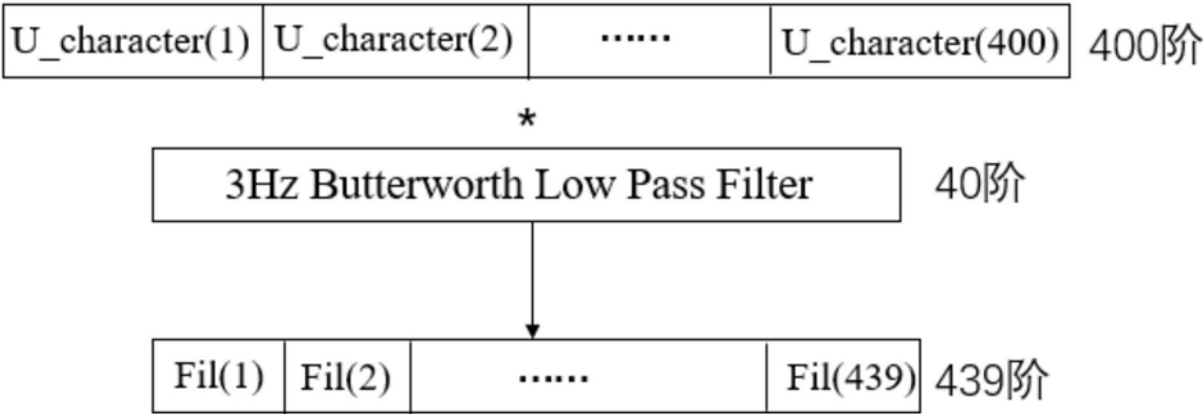 U_character(1) U_character(2) ...... U_character(400) 400阶
*
3Hz Butterworth Low Pass Filter 40阶
Fil(1) Fil(2) ...... Fil(439) 439阶